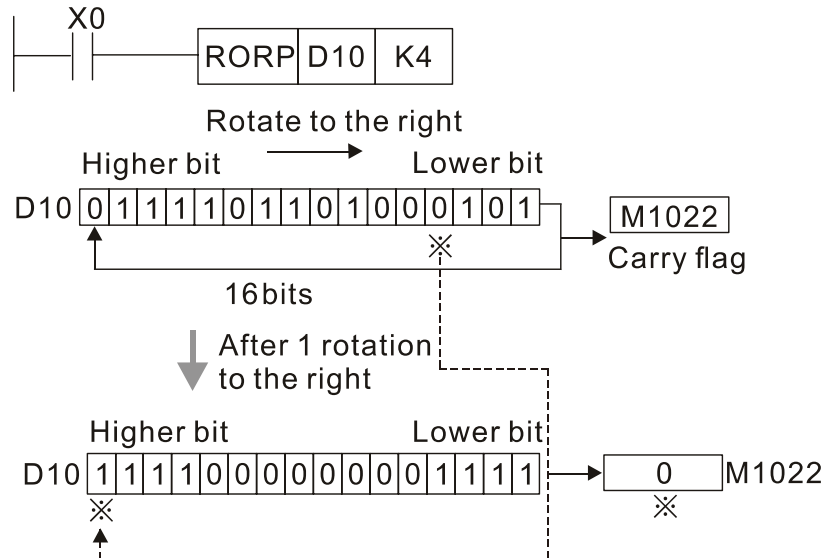 X0
RORP D10 K4
Rotate to the right
Higher bit Lower bit
D10 0 1 1 1 1 0 1 1 0 1 0 0 0 1 0 1 M1022
※ Carry flag
16bits
After 1 rotation
to the right
Higher bit Lower bit
D10 1 1 1 1 0 0 0 0 0 0 0 0 1 1 1 1 0 M1022
※ ※